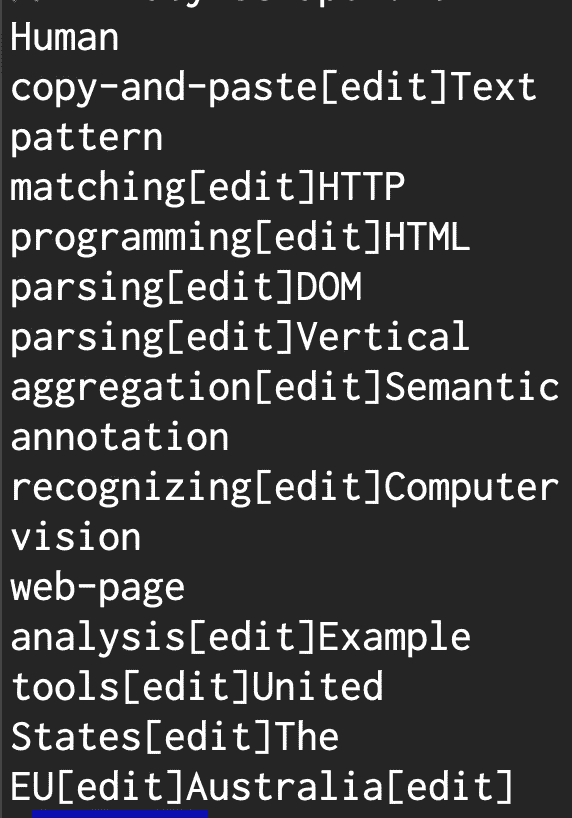 Human
copy-and-paste[edit]Text
pattern
matching[edit]HTTP
programming[edit]HTML
parsing[edit]DOM
parsing[edit]Vertical
aggregation[edit]Semantic
annotation
recognizing[edit]Computer
vision
web-page
analysis[edit]Example
tools[edit]United
States[edit]The
EU[edit]Australia[edit]